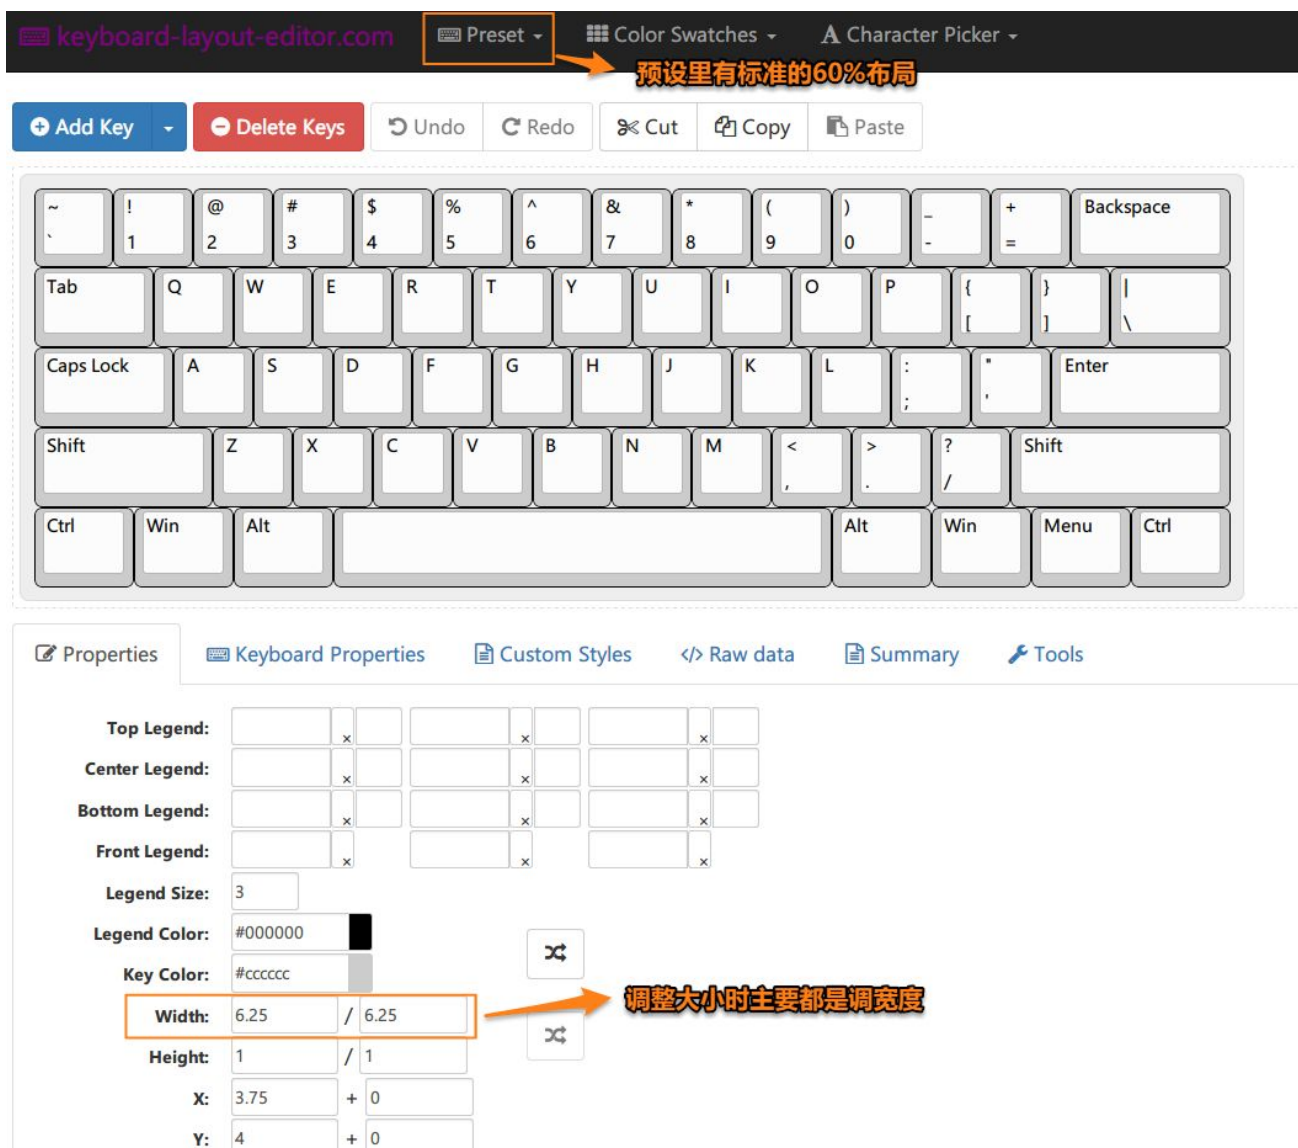 keyboard-layout-editor.com Preset Color Swatches A Character Picker
预设里有标准的60%布局
Add Key Delete Keys Undo Redo Cut Copy Paste
~ ! @ # $ % ^ & * ( ) _ + Backspace
` 1 2 3 4 5 6 7 8 9 0 - =
Tab Q W E R T Y U I O P { } |
[ ] \
Caps Lock A S D F G H J K L : " Enter
; '
Shift Z X C V B N M < > ? Shift
, . /
Ctrl Win Alt Alt Win Menu Ctrl
Properties Keyboard Properties Custom Styles </> Raw data Summary Tools
Top Legend: × × ×
Center Legend: × × ×
Bottom Legend: × × ×
Front Legend: × × ×
Legend Size: 3
Legend Color: #000000
Key Color: #cccccc
Width: 6.25 / 6.25
调整大小时主要都是调宽度
Height: 1 / 1
X: 3.75 + 0
Y: 4 + 0